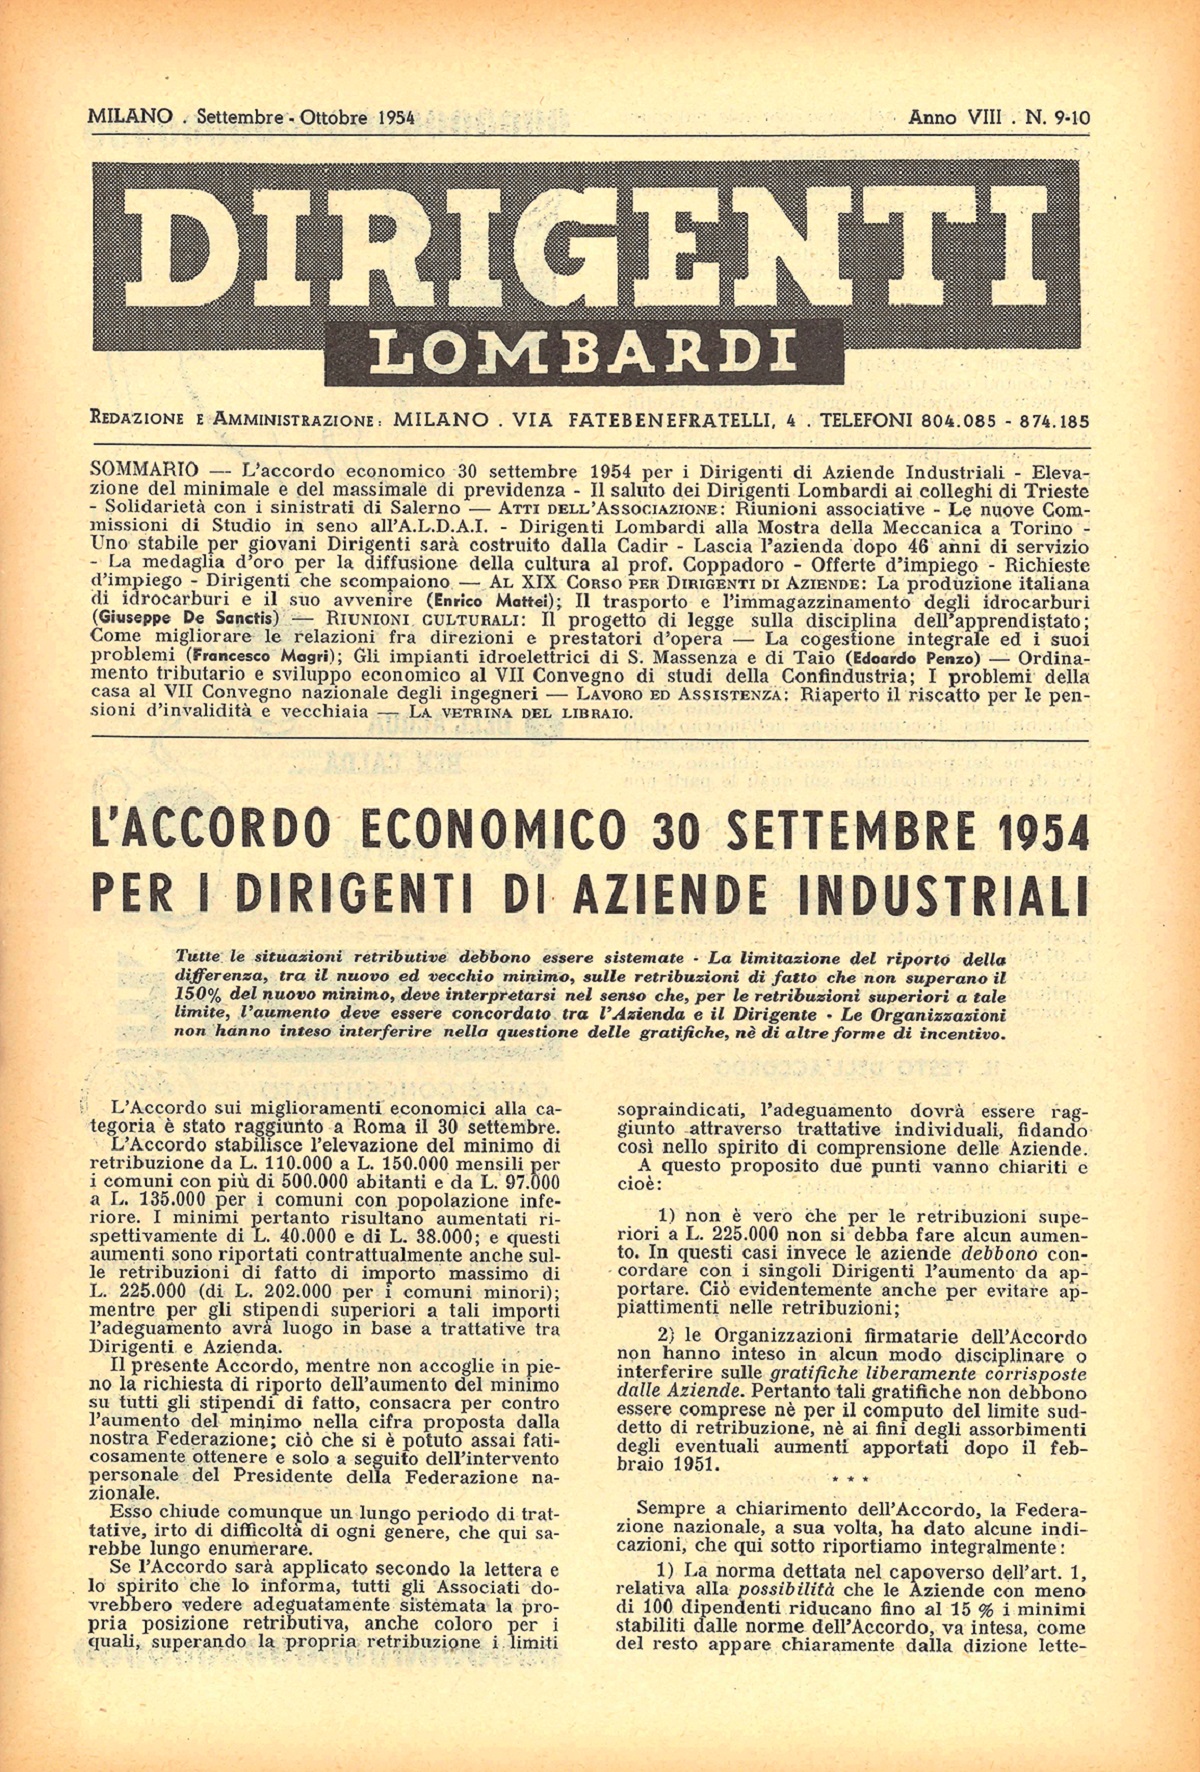 MILANO . Settembre - Ottobre 1954
Anno VIII . N. 9-10
DIRIGENTI
LOMBARDI
REDAZIONE E AMMINISTRAZIONE: MILANO . VIA FATEBENEFRATELLI, 4 . TELEFONI 804.085 - 874.185
SOMMARIO — L'accordo economico 30 settembre 1954 per i Dirigenti di Aziende Industriali - Eleva-
zione del minimale e del massimale di previdenza - Il saluto dei Dirigenti Lombardi ai colleghi di Trieste
- Solidarietà con i sinistrati di Salerno — ATTI DELL'ASSOCIAZIONE: Riunioni associative - Le nuove Com-
missioni di Studio in seno all'A.L.D.A.I. - Dirigenti Lombardi alla Mostra della Meccanica a Torino -
Uno stabile per giovani Dirigenti sarà costruito dalla Cadir - Lascia l'azienda dopo 46 anni di servizio
- La medaglia d'oro per la diffusione della cultura al prof. Coppadoro - Offerte d'impiego - Richieste
d'impiego - Dirigenti che scompaiono — AL XIX CORSO PER DIRIGENTI DI AZIENDE: La produzione italiana
di idrocarburi e il suo avvenire (Enrico Mattei); Il trasporto e l'immagazzinamento degli idrocarburi
(Giuseppe De Sanctis) — RIUNIONI CULTURALI: Il progetto di legge sulla disciplina dell'apprendistato;
Come migliorare le relazioni fra direzioni e prestatori d'opera — La cogestione integrale ed i suoi
problemi (Francesco Magri); Gli impianti idroelettrici di S. Massenza e di Taio (Edoardo Penzo) — Ordina-
mento tributario e sviluppo economico al VII Convegno di studi della Confindustria; I problemi della
casa al VII Convegno nazionale degli ingegneri — LAVORO ED ASSISTENZA: Riaperto il riscatto per le pen-
sioni d'invalidità e vecchiaia — LA VETRINA DEL LIBRAIO.
L'ACCORDO ECONOMICO 30 SETTEMBRE 1954
PER I DIRIGENTI DI AZIENDE INDUSTRIALI
Tutte le situazioni retributive debbono essere sistemate - La limitazione del riporto della
differenza, tra il nuovo ed vecchio minimo, sulle retribuzioni di fatto che non superano il
150% del nuovo minimo, deve interpretarsi nel senso che, per le retribuzioni superiori a tale
limite, l'aumento deve essere concordato tra l'Azienda e il Dirigente - Le Organizzazioni
non hanno inteso interferire nella questione delle gratifiche, nè di altre forme di incentivo.
L'Accordo sui miglioramenti economici alla ca-
tegoria è stato raggiunto a Roma il 30 settembre.
L'Accordo stabilisce l'elevazione del minimo di
retribuzione da L. 110.000 a L. 150.000 mensili per
i comuni con più di 500.000 abitanti e da L. 97.000
a L. 135.000 per i comuni con popolazione infe-
riore. I minimi pertanto risultano aumentati ri-
spettivamente di L. 40.000 e di L. 38.000; e questi
aumenti sono riportati contrattualmente anche sul-
le retribuzioni di fatto di importo massimo di
L. 225.000 (di L. 202.000 per i comuni minori);
mentre per gli stipendi superiori a tali importi
l'adeguamento avrà luogo in base a trattative tra
Dirigenti e Azienda.
Il presente Accordo, mentre non accoglie in pie-
no la richiesta di riporto dell'aumento del minimo
su tutti gli stipendi di fatto, consacra per contro
l'aumento del minimo nella cifra proposta dalla
nostra Federazione; ciò che si è potuto assai fati-
cosamente ottenere e solo a seguito dell'intervento
personale del Presidente della Federazione na-
zionale.
Esso chiude comunque un lungo periodo di trat-
tative, irto di difficoltà di ogni genere, che qui sa-
rebbe lungo enumerare.
Se l'Accordo sarà applicato secondo la lettera e
lo spirito che lo informa, tutti gli Associati do-
vrebbero vedere adeguatamente sistemata la pro-
pria posizione retributiva, anche coloro per i
quali, superando la propria retribuzione i limiti
sopraindicati, l'adeguamento dovrà essere rag-
giunto attraverso trattative individuali, fidando
così nello spirito di comprensione delle Aziende.
A questo proposito due punti vanno chiariti e
cioè:
1) non è vero che per le retribuzioni supe-
riori a L. 225.000 non si debba fare alcun aumen-
to. In questi casi invece le aziende debbono con-
cordare con i singoli Dirigenti l'aumento da ap-
portare. Ciò evidentemente anche per evitare ap-
piattimenti nelle retribuzioni;
2) le Organizzazioni firmatarie dell'Accordo
non hanno inteso in alcun modo disciplinare o
interferire sulle gratifiche liberamente corrisposte
dalle Aziende. Pertanto tali gratifiche non debbono
essere comprese nè per il computo del limite sud-
detto di retribuzione, nè ai fini degli assorbimenti
degli eventuali aumenti apportati dopo il feb-
braio 1951.
* * *
Sempre a chiarimento dell'Accordo, la Federa-
zione nazionale, a sua volta, ha dato alcune indi-
cazioni, che qui sotto riportiamo integralmente:
1) La norma dettata nel capoverso dell'art. 1,
relativa alla possibilità che le Aziende con meno
di 100 dipendenti riducano fino al 15 % i minimi
stabiliti dalle norme dell'Accordo, va intesa, come
del resto appare chiaramente dalla dizione lette-